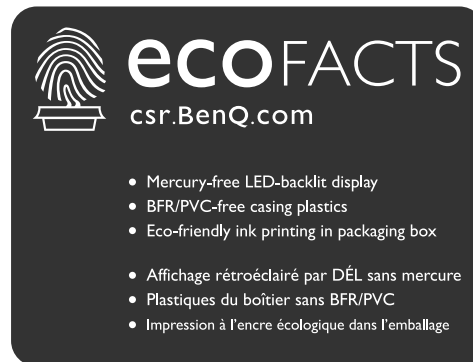 ecoFACTS
csr.BenQ.com
• Mercury-free LED-backlit display
• BFR/PVC-free casing plastics
• Eco-friendly ink printing in packaging box
• Affichage rétroéclairé par DÉL sans mercure
• Plastiques du boîtier sans BFR/PVC
• Impression à l'encre écologique dans l'emballage